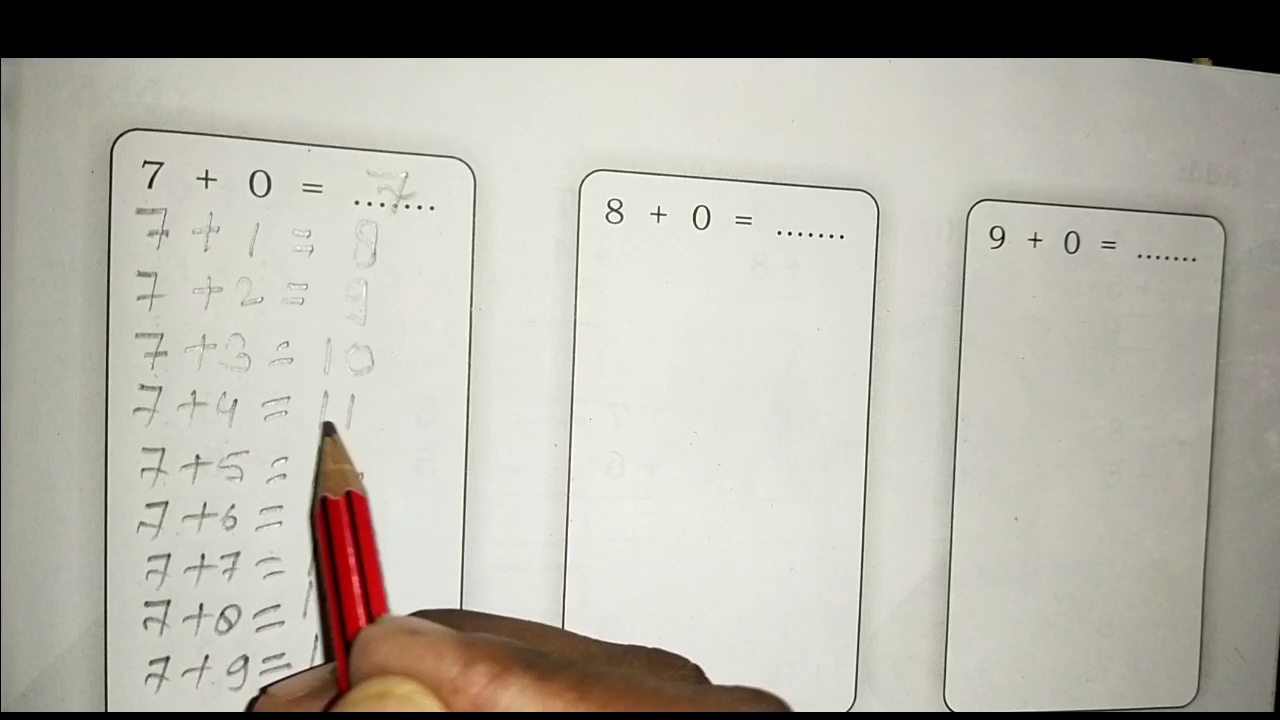 7 + 0 = ....... 7
7 + 1 = 8
7 + 2 = 9
7 + 3 = 10
7 + 4 = 11
7 + 5 =
7 + 6 =
7 + 7 =
7 + 8 =
7 + 9 =
8 + 0 = .......
9 + 0 = .......